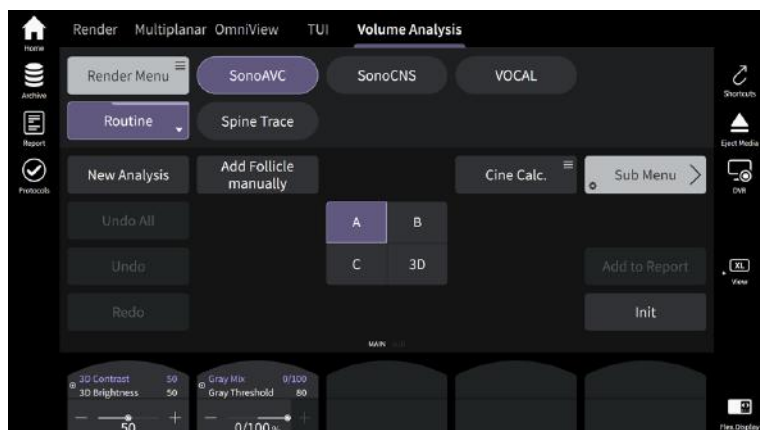 Render Multiplanar OmniView TUI Volume Analysis
Home
Render Menu SonoAVC SonoCNS VOCAL
Archive
Shortcuts
Routine Spine Trace
Report
Eject Media
New Analysis Add Follicle manually Cine Calc. Sub Menu
Protocols
DVR
Undo All A B
Undo C 3D Add to Report
XL
View
Redo Init
MAIN SUB
3D Contrast 50 Gray Mix 0/100
3D Brightness 50 Gray Threshold 80
50 0/100%
Flex.Display